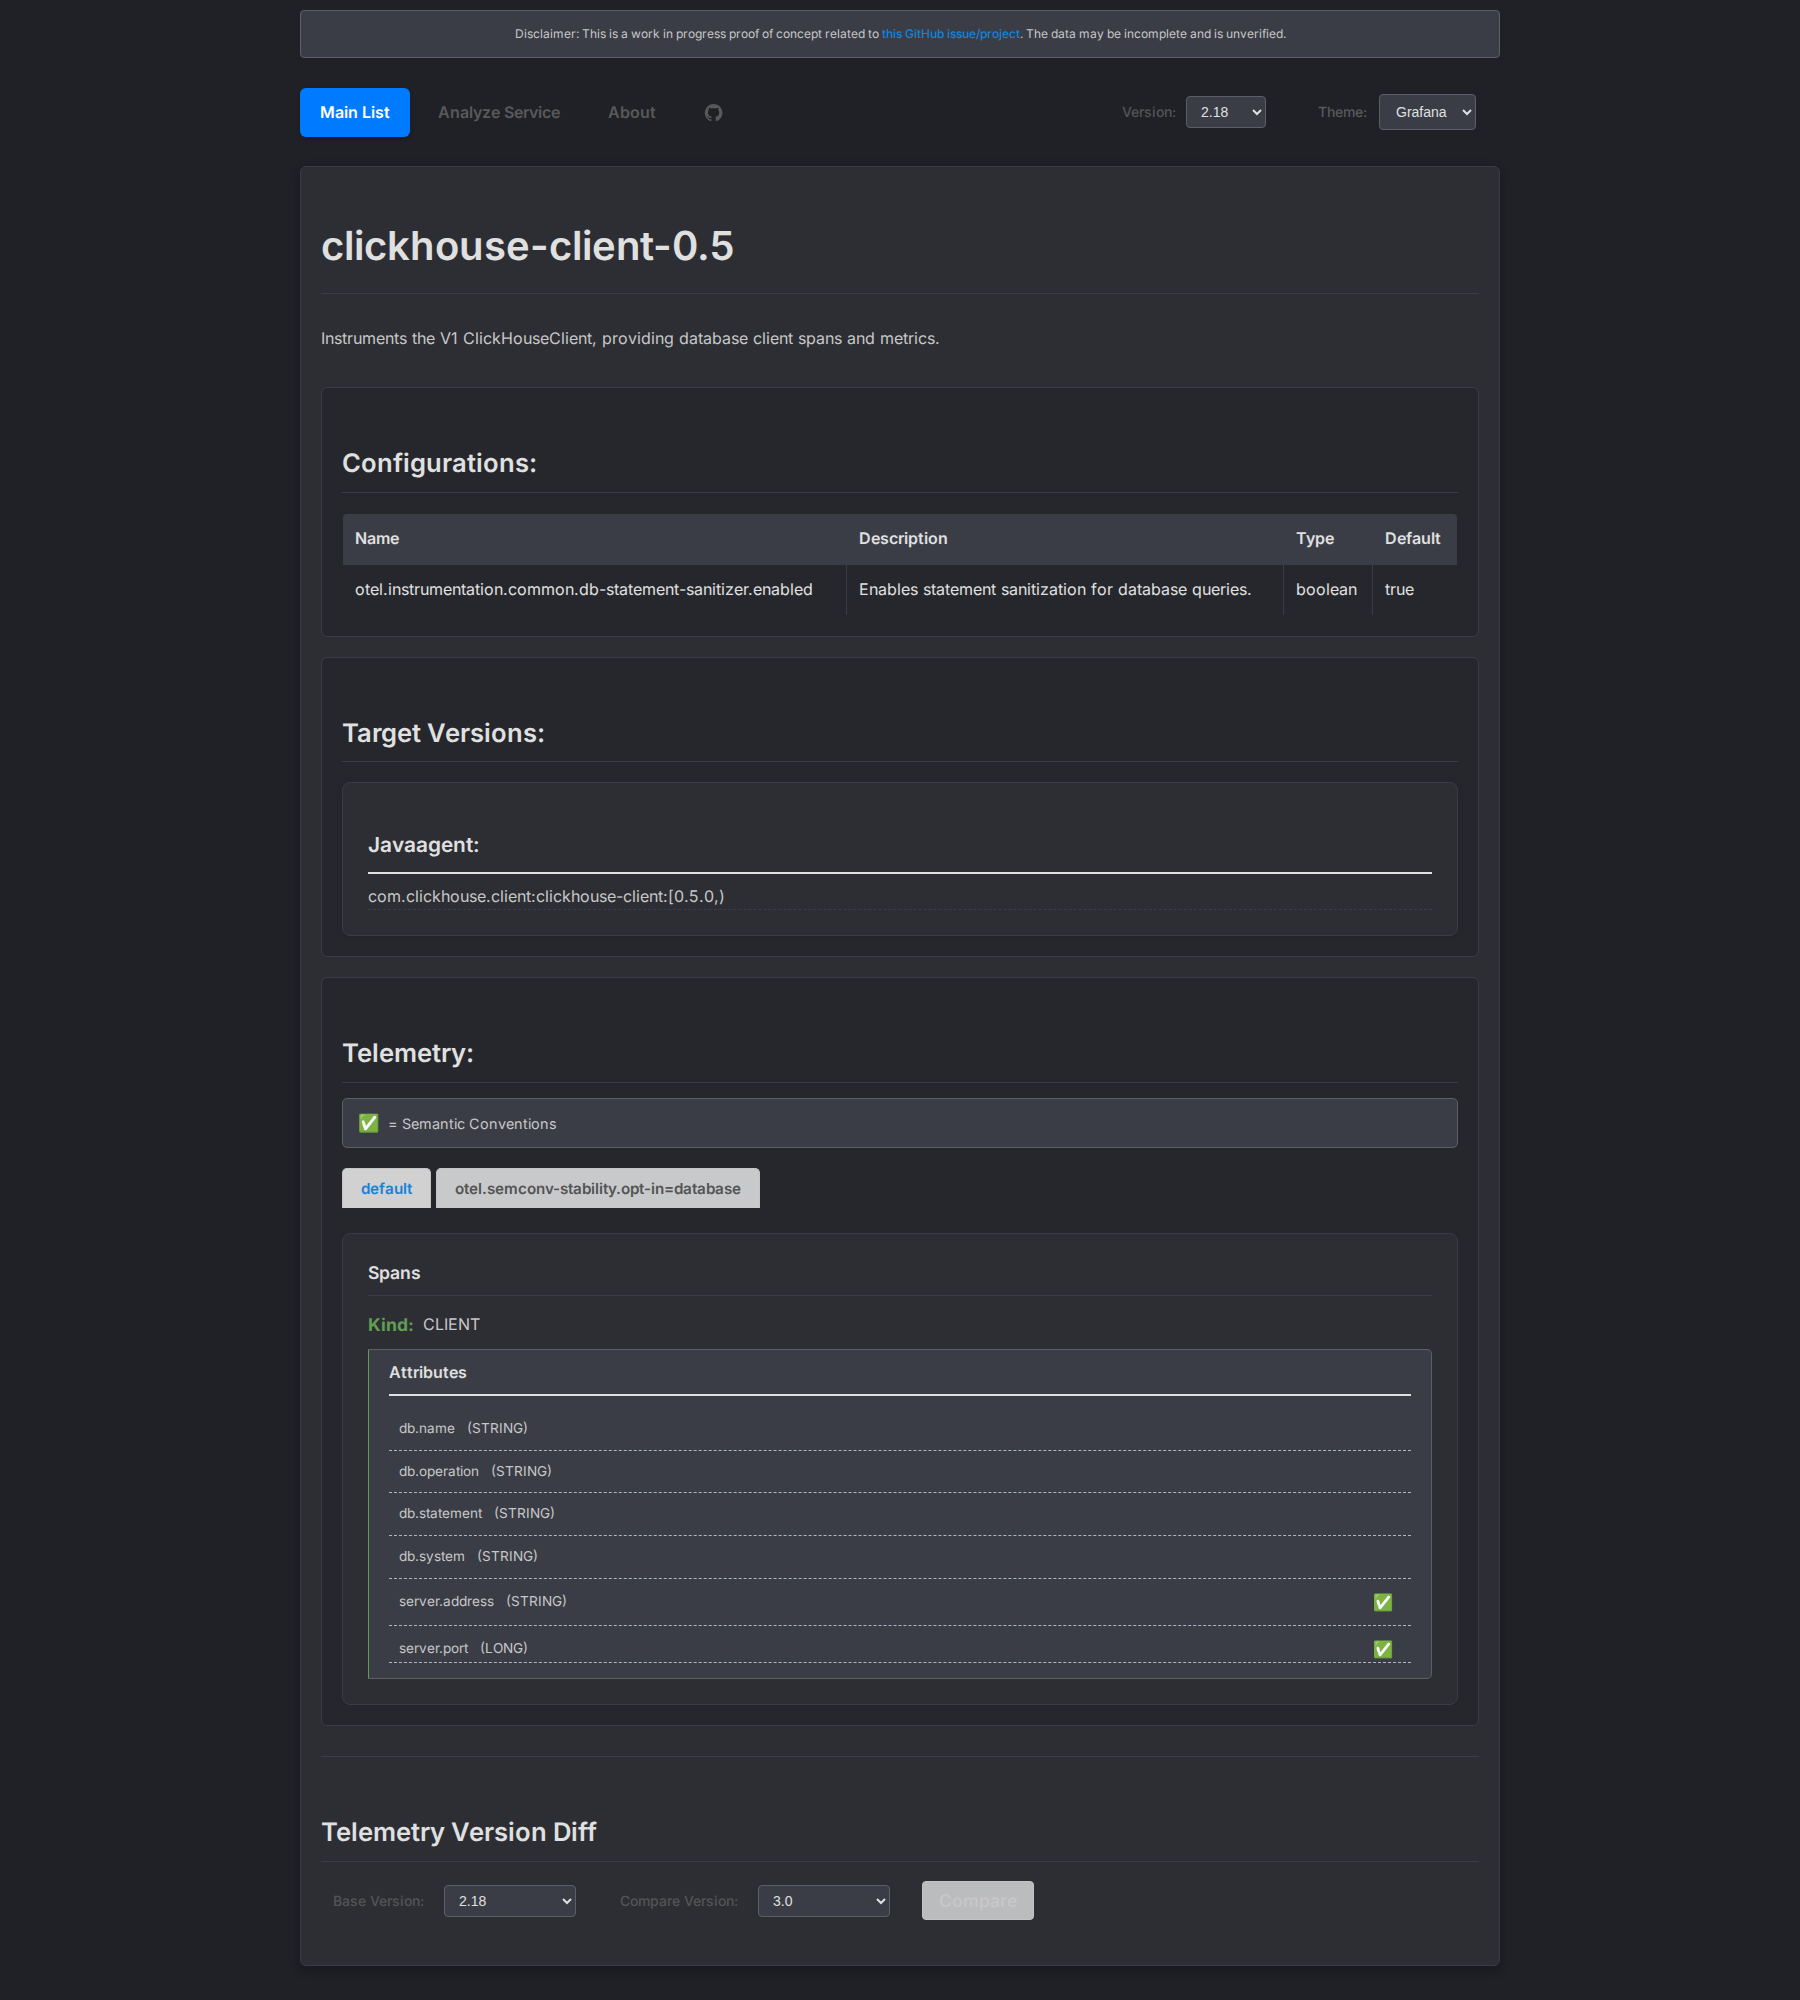 Disclaimer: This is a work in progress proof of concept related to this GitHub issue/project. The data may be incomplete and is unverified.
Main List
Analyze Service
About
Version:
2.18
Theme:
Grafana
clickhouse-client-0.5
Instruments the V1 ClickHouseClient, providing database client spans and metrics.
Configurations:
Name Description Type Default
otel.instrumentation.common.db-statement-sanitizer.enabled Enables statement sanitization for database queries. boolean true
Target Versions:
Javaagent:
com.clickhouse.client:clickhouse-client:[0.5.0,)
Telemetry:
✅ = Semantic Conventions
default
otel.semconv-stability.opt-in=database
Spans
Kind: CLIENT
Attributes
db.name (STRING)
db.operation (STRING)
db.statement (STRING)
db.system (STRING)
server.address (STRING) ✅
server.port (LONG) ✅
Telemetry Version Diff
Base Version:
2.18
Compare Version:
3.0
Compare